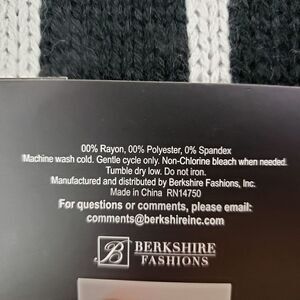 00% Rayon, 00% Polyester, 0% Spandex
Machine wash cold. Gentle cycle only. Non-Chlorine bleach when needed.
Tumble dry low. Do not iron.
Manufactured and distributed by Berkshire Fashions, Inc.
Made in China RN14750
For questions or comments, please email:
comments@berkshireinc.com
B BERKSHIRE
FASHIONS